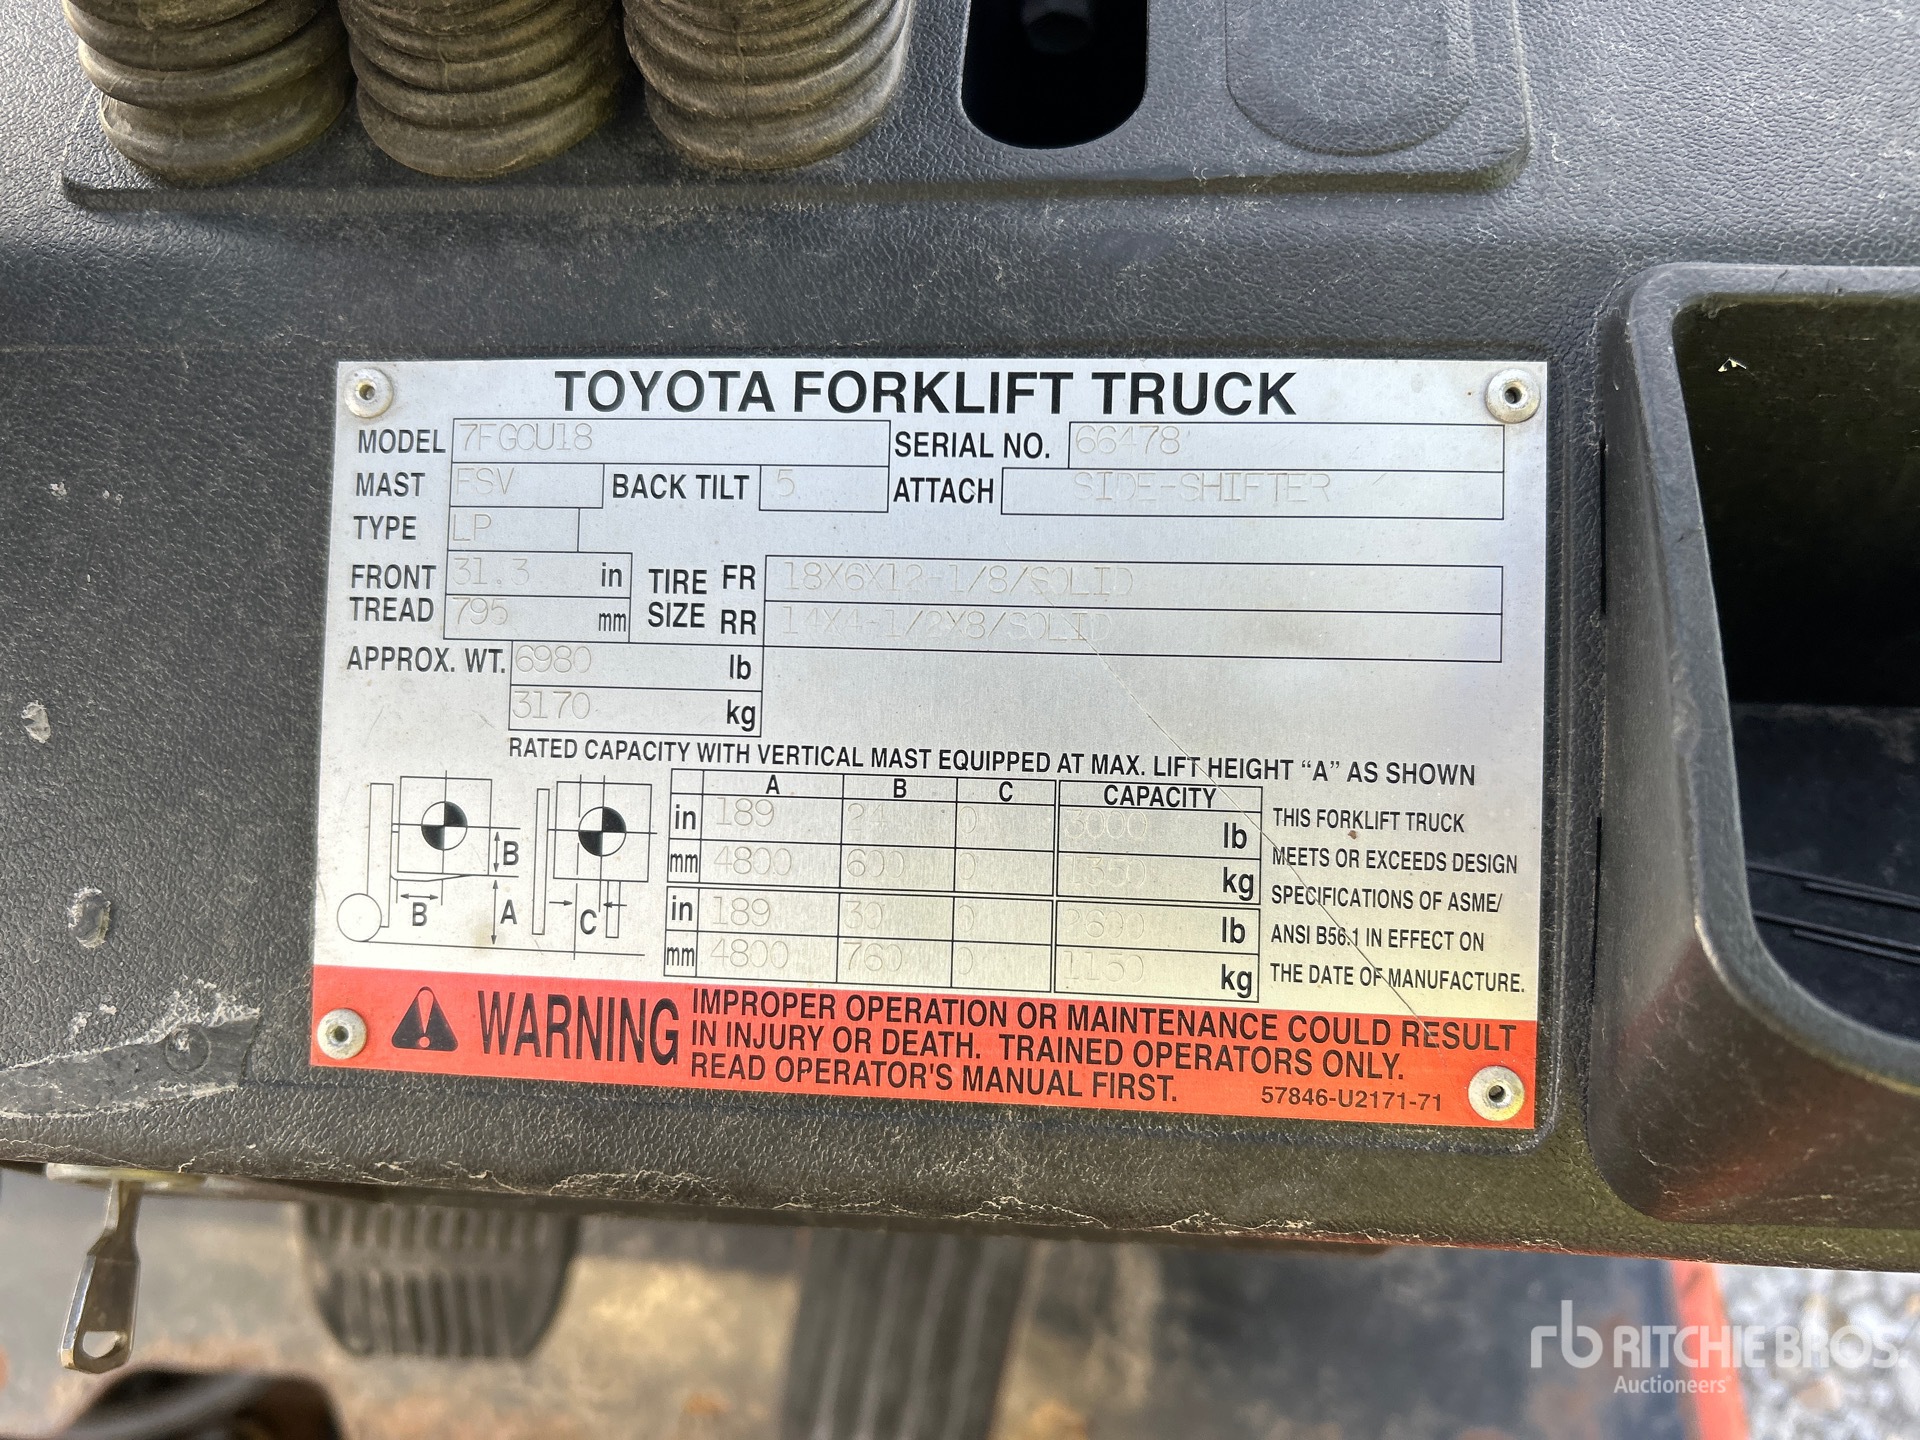 TOYOTA FORKLIFT TRUCK
MODEL 7FGCU18 SERIAL NO. 66478
MAST FSV BACK TILT 5 ATTACH SIDE-SHIFTER
TYPE LP
FRONT TREAD 31.3 in TIRE SIZE FR 18X6X12-1/8/SOLID
795 mm RR 14X4-1/2X8/SOLID
APPROX. WT. 6980 lb
3170 kg
RATED CAPACITY WITH VERTICAL MAST EQUIPPED AT MAX. LIFT HEIGHT “A” AS SHOWN
A B C CAPACITY
in 189 24 0 3000 lb
mm 4800 600 0 1350 kg
in 189 30 0 lb
mm 4800 760 0 1150 kg
B B A C
THIS FORKLIFT TRUCK
MEETS OR EXCEEDS DESIGN
SPECIFICATIONS OF ASME/
ANSI B56.1 IN EFFECT ON
THE DATE OF MANUFACTURE.
WARNING
IMPROPER OPERATION OR MAINTENANCE COULD RESULT
IN INJURY OR DEATH. TRAINED OPERATORS ONLY.
READ OPERATOR'S MANUAL FIRST.
57846-U2171-71
rb RITCHIE BROS.
Auctioneers